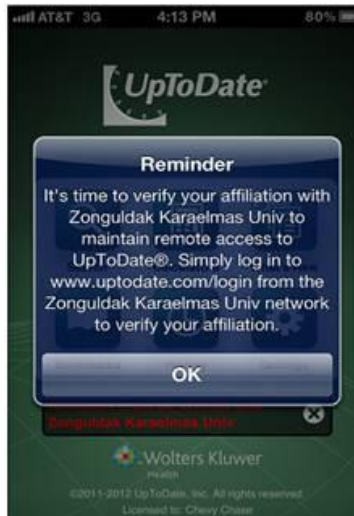 AT&T 3G 4:13 PM 80%
UpToDate®
Reminder
It's time to verify your affiliation with
Zonguldak Karaelmas Univ to
maintain remote access to
UpToDate®. Simply log in to
www.uptodate.com/login from the
Zonguldak Karaelmas Univ network
to verify your affiliation.
OK
Zonguldak Karaelmas Univ
Wolters Kluwer
Health
©2011-2012 UpToDate, Inc. All rights reserved
Licensed to: Chevy Chaser